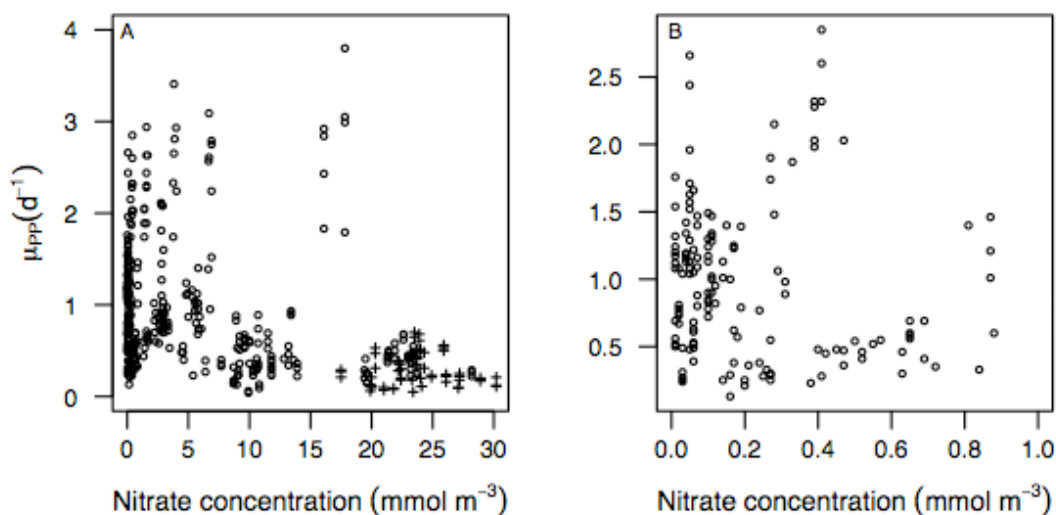 A
4
3
2
1
0
μPP(d⁻¹)
0 5 10 15 20 25 30
Nitrate concentration (mmol m⁻³)
B
2.5
2.0
1.5
1.0
0.5
0.0 0.2 0.4 0.6 0.8 1.0
Nitrate concentration (mmol m⁻³)